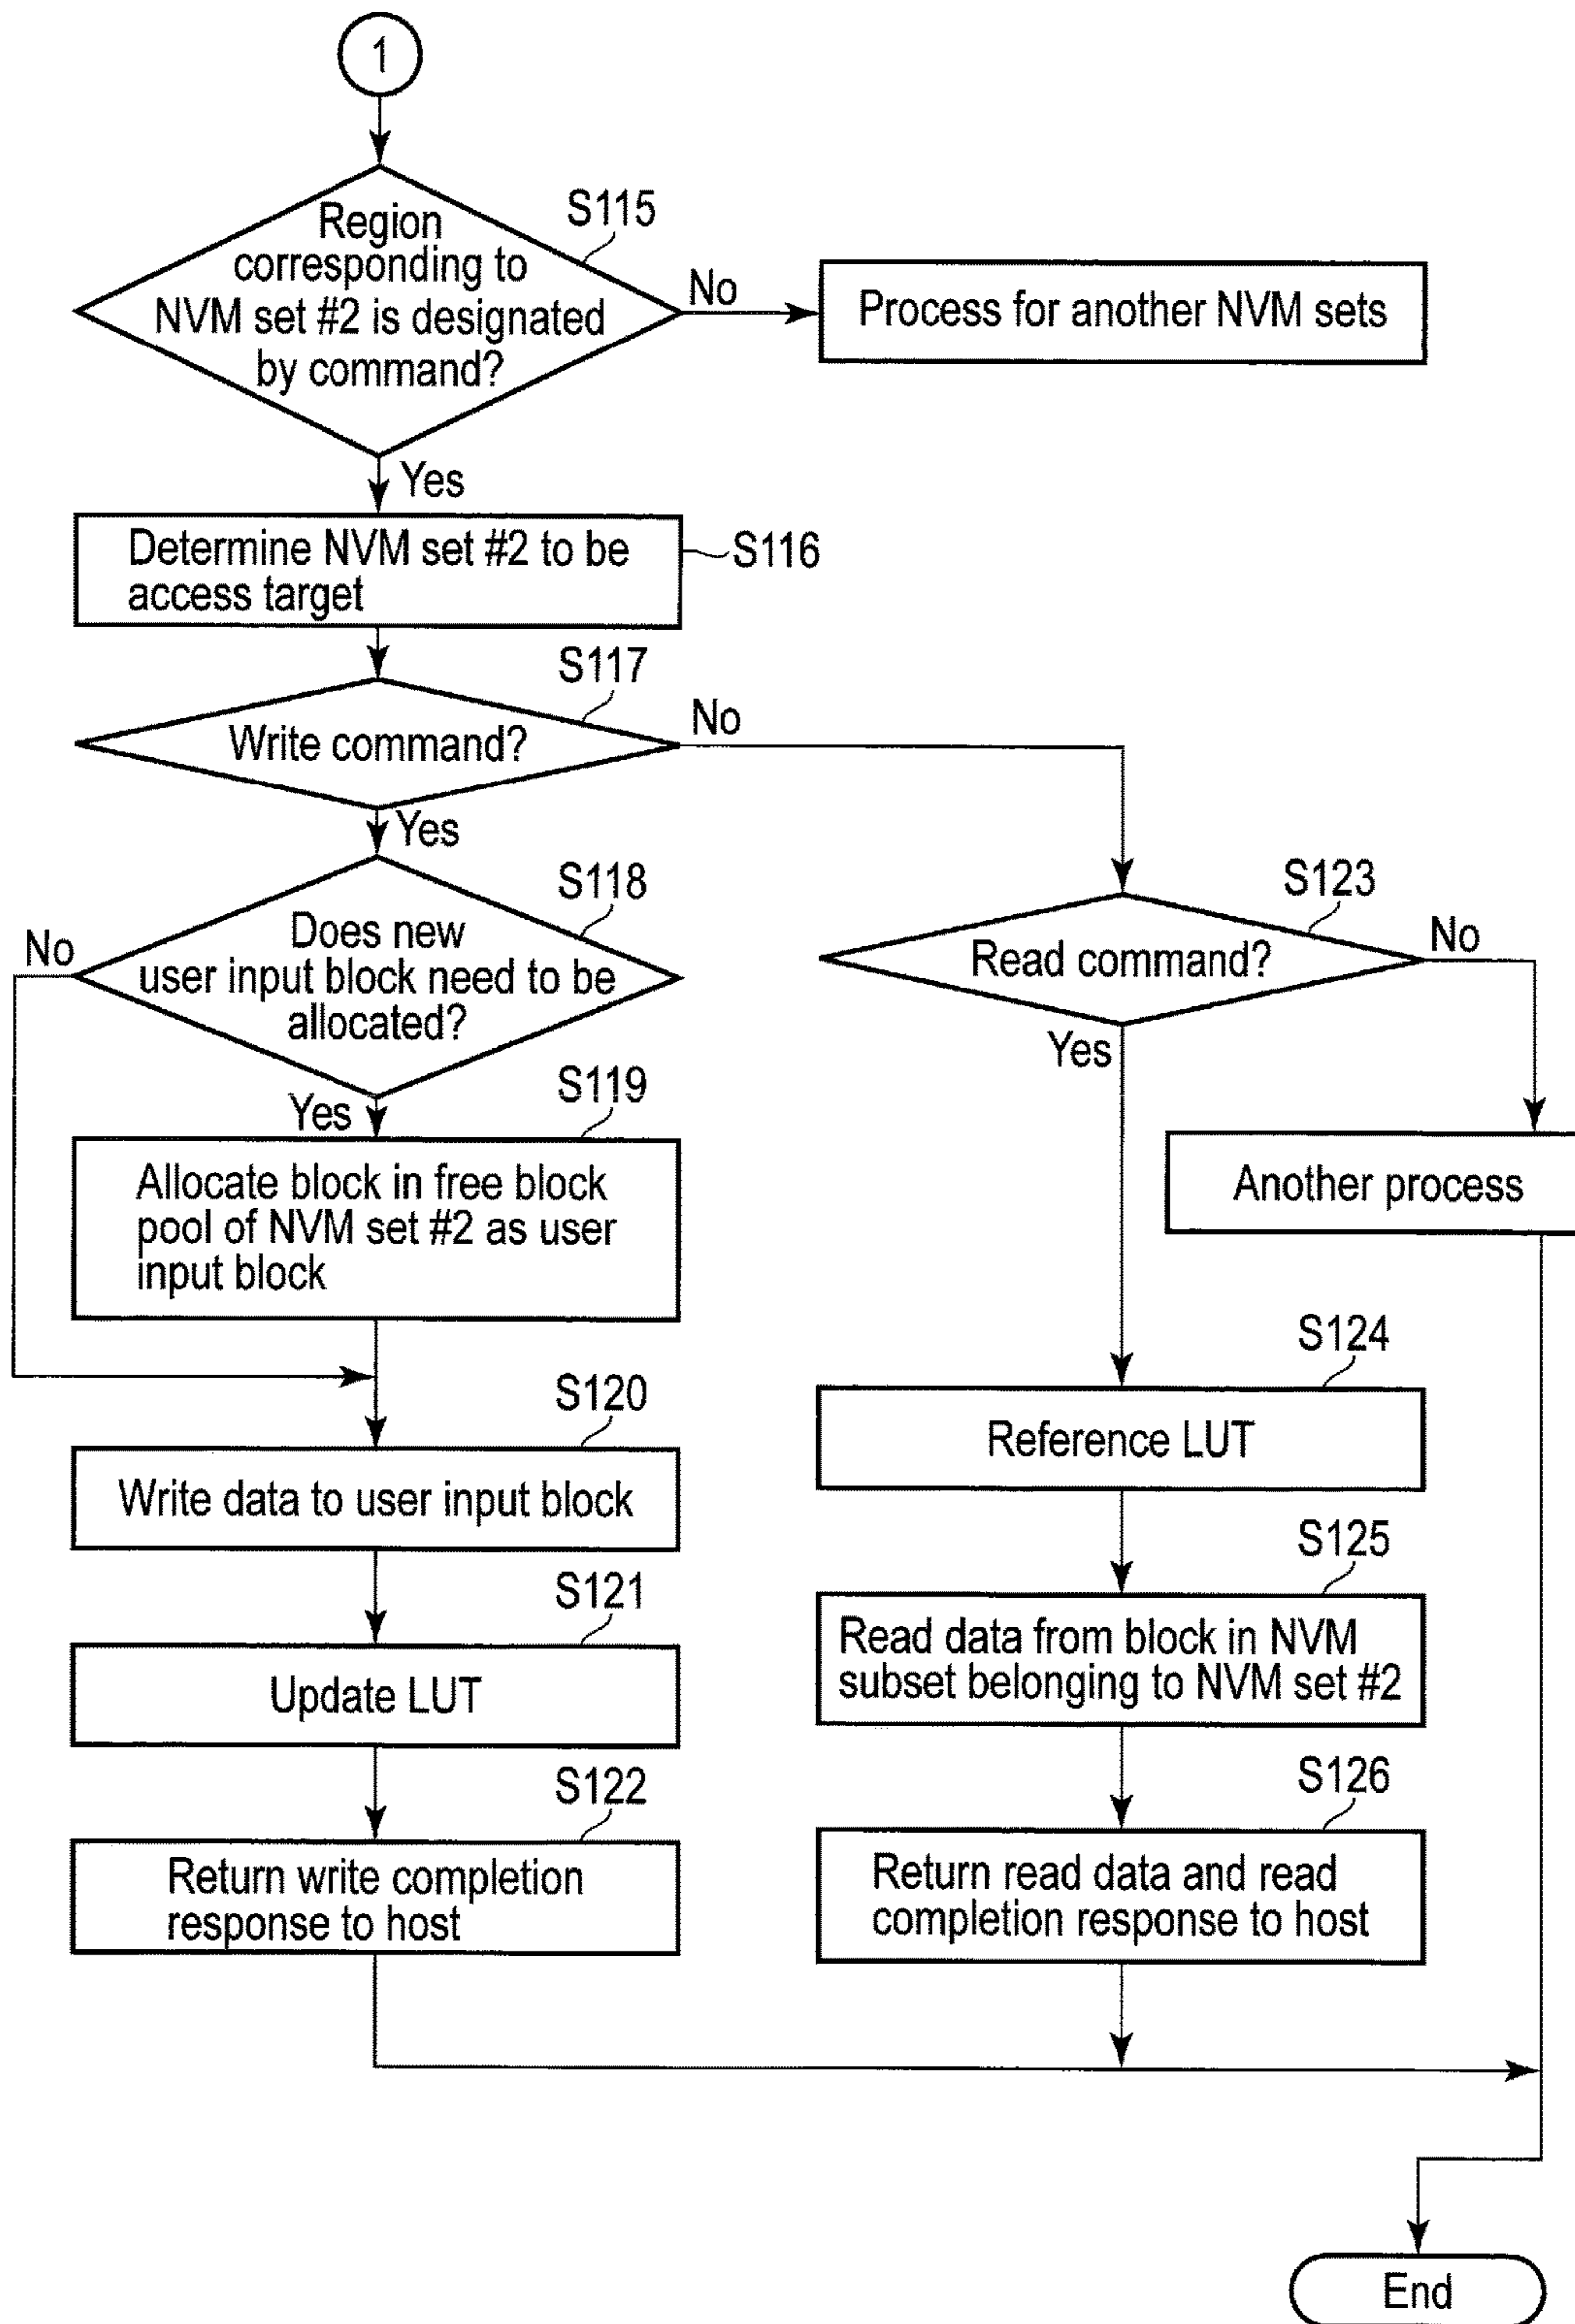 1
Region
corresponding to
NVM set #2 is designated
by command?
S115
No
Process for another NVM sets
Yes
Determine NVM set #2 to be
access target
S116
S117
Write command?
No
Yes
S118
Does new
user input block need to be
allocated?
No
S123
Read command?
No
Yes
Yes
S119
Allocate block in free block
pool of NVM set #2 as user
input block
Another process
S120
Write data to user input block
S124
Reference LUT
S121
Update LUT
S125
Read data from block in NVM
subset belonging to NVM set #2
S122
Return write completion
response to host
S126
Return read data and read
completion response to host
End